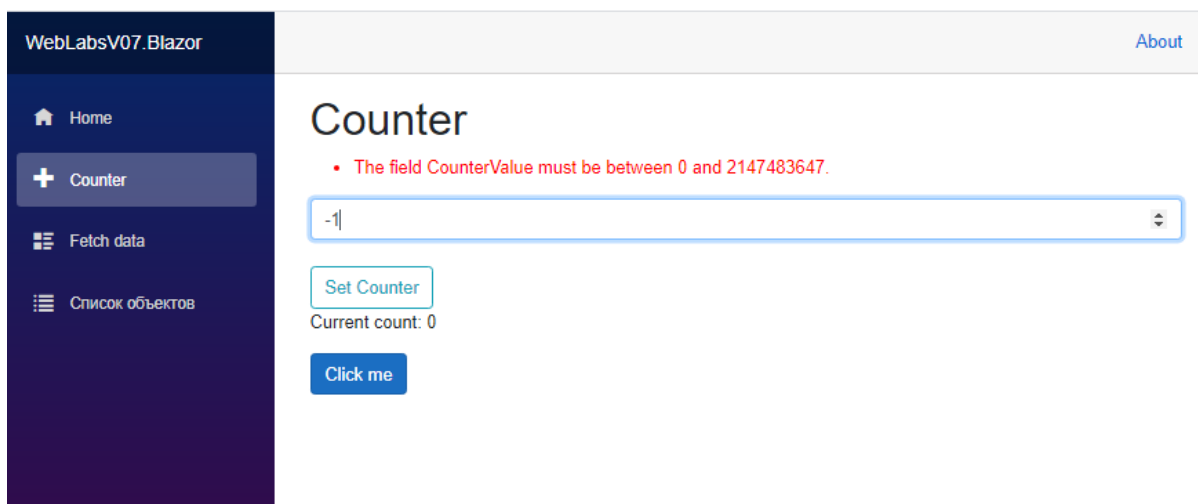 WebLabsV07.Blazor
About
Home
Counter
Fetch data
Список объектов
Counter
The field CounterValue must be between 0 and 2147483647.
-1
Set Counter
Current count: 0
Click me